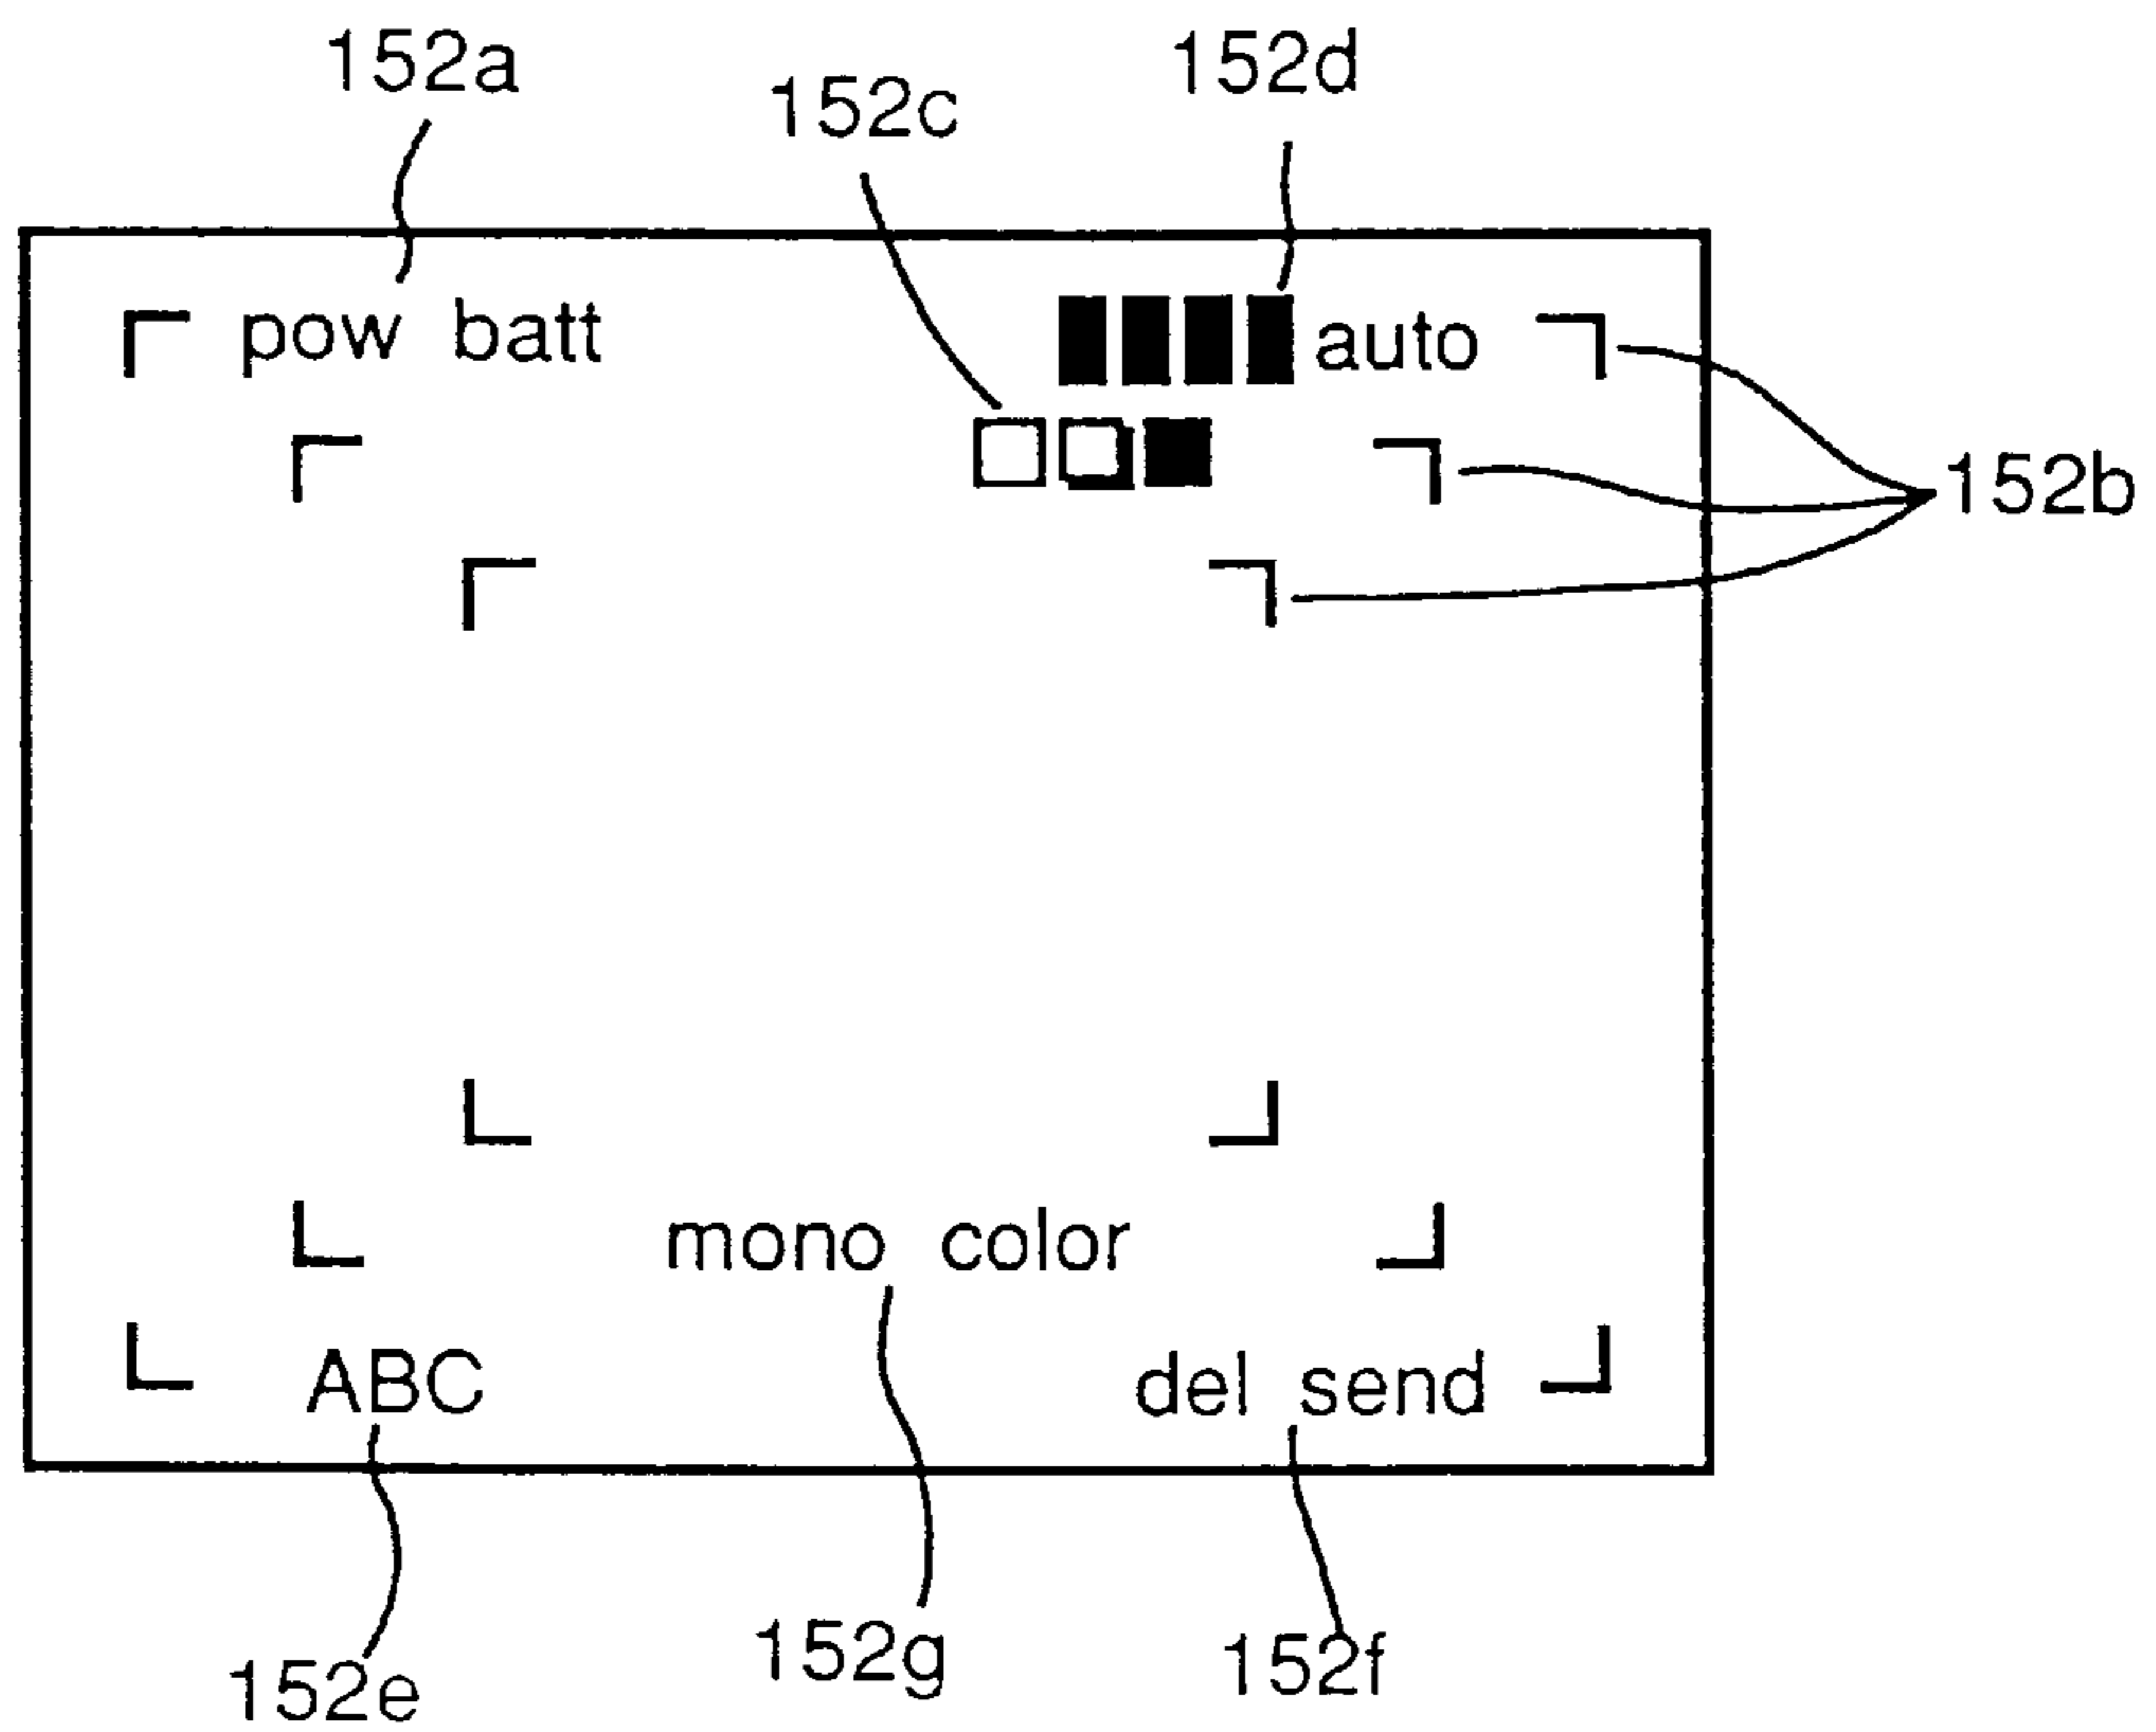 152a
152d
152c
pow batt auto
152b
mono color
ABC del send
152g
152f
152e